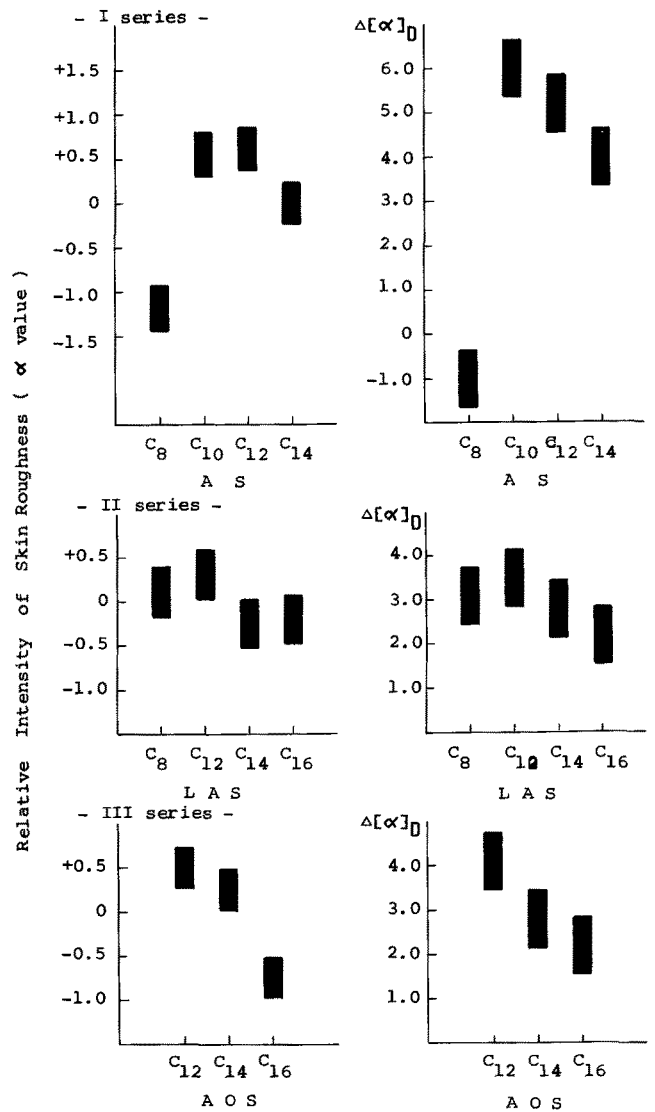 - I series -
+1.5
+1.0
+0.5
0
-0.5
-1.0
-1.5
C8 C10 C12 C14
A S
Δ[α]D
6.0
5.0
4.0
3.0
2.0
1.0
0
-1.0
C8 C10 C12 C14
A S
Relative Intensity of Skin Roughness ( α value )
- II series -
+0.5
0
-0.5
-1.0
C8 C12 C14 C16
L A S
Δ[α]D
4.0
3.0
2.0
1.0
C8 C12 C14 C16
L A S
- III series -
+0.5
0
-0.5
-1.0
C12 C14 C16
A O S
Δ[α]D
4.0
3.0
2.0
1.0
C12 C14 C16
A O S